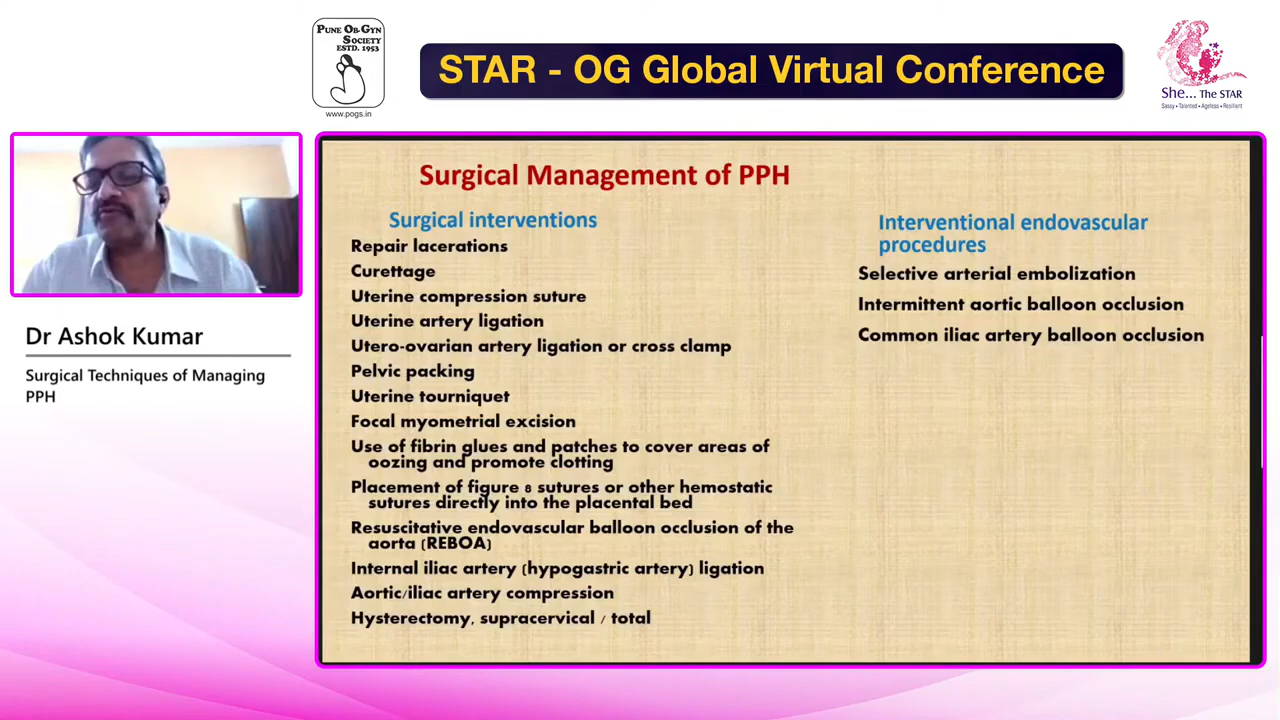 PUNE OB-GYN
SOCIETY
ESTD. 1953
www.pogs.in
STAR - OG Global Virtual Conference
She... THE STAR
Sassy • Talented • Ageless • Resilient
Dr Ashok Kumar
Surgical Techniques of Managing
PPH
Surgical Management of PPH
Surgical interventions
Repair lacerations
Curettage
Uterine compression suture
Uterine artery ligation
Utero-ovarian artery ligation or cross clamp
Pelvic packing
Uterine tourniquet
Focal myometrial excision
Use of fibrin glues and patches to cover areas of
oozing and promote clotting
Placement of figure 8 sutures or other hemostatic
sutures directly into the placental bed
Resuscitative endovascular balloon occlusion of the
aorta (REBOA)
Internal iliac artery (hypogastric artery) ligation
Aortic/iliac artery compression
Hysterectomy, supracervical / total
Interventional endovascular
procedures
Selective arterial embolization
Intermittent aortic balloon occlusion
Common iliac artery balloon occlusion